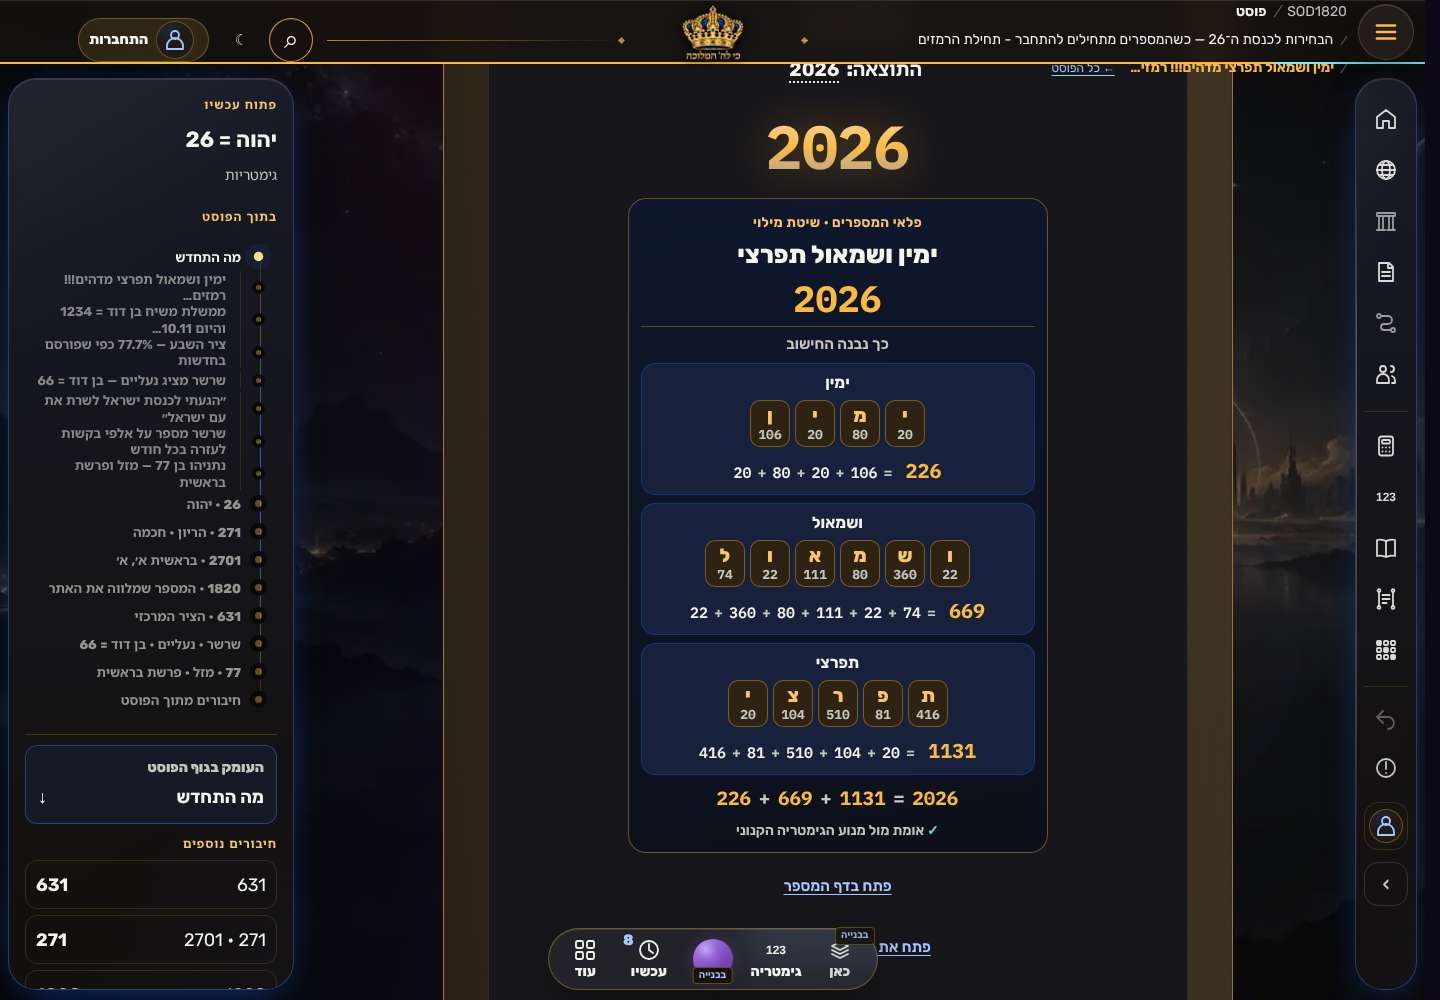 SOD1820 / פוסט
/ הבחירות לכנסת ה־26 — כשהמספרים מתחילים להתחבר - תחילת הרמזים
/ ימין ושמאול תפרצי מדהים!!! רמזי...
← כל הפוסט
התחברות
כי לה' המלוכה
התוצאה: 2026
2026
פלאי המספרים • שיטת מילוי
ימין ושמאול תפרצי
2026
כך נבנה החישוב
ימין
י מ י ן
20 80 20 106
20 + 80 + 20 + 106 = 226
ושמאול
ו ש מ א ו ל
22 360 80 111 22 74
22 + 360 + 80 + 111 + 22 + 74 = 669
תפרצי
ת פ ר צ י
416 81 510 104 20
416 + 81 + 510 + 104 + 20 = 1131
226 + 669 + 1131 = 2026
✓ אומת מול מנוע הגימטריה הקנוני
פתח בדף המספר
פתח את
פתוח עכשיו
יהוה = 26
גימטריות
בתוך הפוסט
מה התחדש
ימין ושמאול תפרצי מדהים!!!
רמזים...
ממשלת משיח בן דוד = 1234
והיום 10.11...
ציר השבע — 77.7% כפי שפורסם
בחדשות
שרשר מציג נעליים — בן דוד = 66
״הגעתי לכנסת ישראל לשרת את
עם ישראל״
שרשר מספר על אלפי בקשות
לעזרה בכל חודש
נתניהו בן 77 — מזל ופרשת
בראשית
26 • יהוה
271 • הריון • חכמה
2701 • בראשית א׳, א׳
1820 • המספר שמלווה את האתר
631 • הציר המרכזי
שרשר • נעליים • בן דוד = 66
77 • מזל • פרשת בראשית
חיבורים מתוך הפוסט
העומק בגוף הפוסט
מה התחדש ↓
חיבורים נוספים
631 631
271 • 2701 271
123
בבנייה
כאן
123
גימטריה
בבנייה
8
עכשיו
עוד